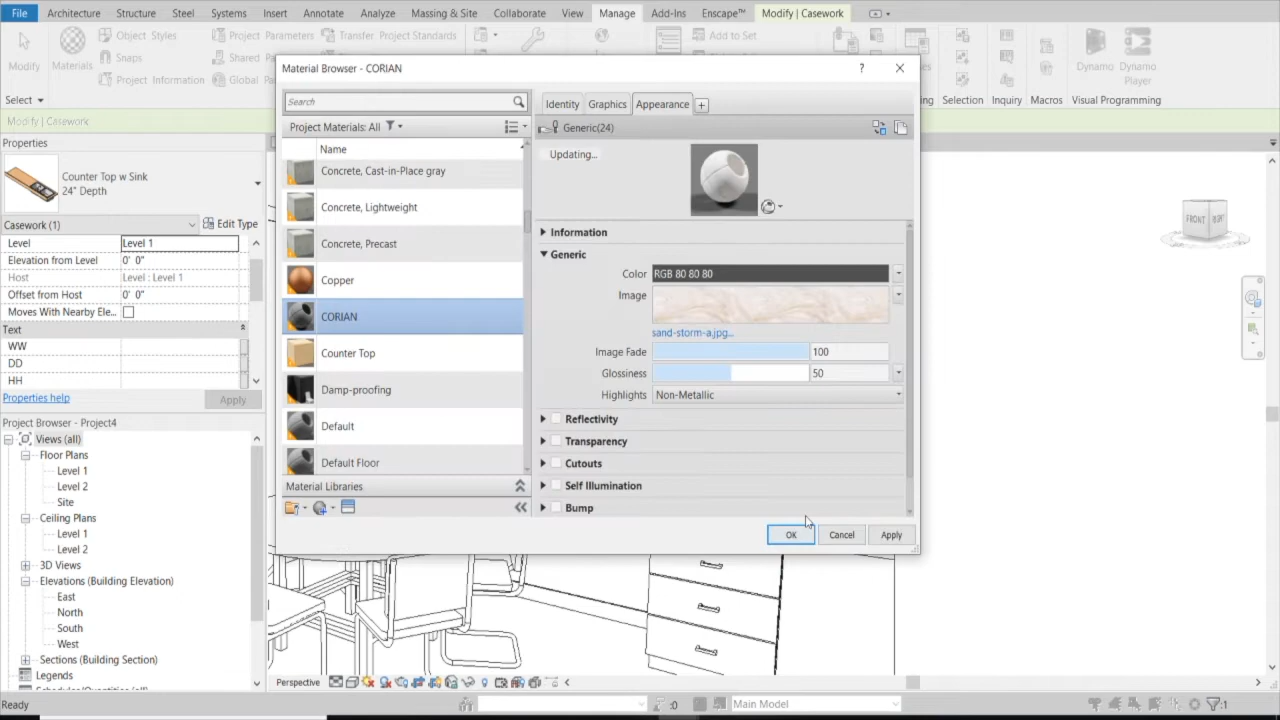 File Architecture Structure Steel Systems Insert Annotate Analyze Massing & Site Collaborate View Manage Add-Ins Enscape™ Modify | Casework
Object Styles Project Parameters Transfer Project Standards Add to Set
Snaps Shared
Modify Materials Project Information Global Dynamo Dynamo
Player
Select Selection Inquiry Macros Visual Programming
Modify | Casework
Material Browser - CORIAN ?
Properties
Counter Top w Sink
24" Depth
Casework (1) Edit Type
Level Level 1
Elevation from Level 0' 0"
Host Level : Level 1
Offset from Host 0' 0"
Moves With Nearby Ele...
Text
WW
DD
HH
Properties help Apply
Project Browser - Project4
Views (all)
Floor Plans
Level 1
Level 2
Site
Ceiling Plans
Level 1
Level 2
3D Views
Elevations (Building Elevation)
East
North
South
West
Sections (Building Section)
Legends
Schedules/Quantities (all)
Search
Project Materials: All
Name
Concrete, Cast-in-Place gray
Concrete, Lightweight
Concrete, Precast
Copper
CORIAN
Counter Top
Damp-proofing
Default
Default Floor
Material Libraries
Identity Graphics Appearance +
Generic(24)
Updating...
Information
Generic
Color RGB 80 80 80
Image
sand-storm-a.jpg...
Image Fade 100
Glossiness 50
Highlights Non-Metallic
Reflectivity
Transparency
Cutouts
Self Illumination
Bump
OK Cancel Apply
FRONT
Perspective
Ready :0 Main Model :1